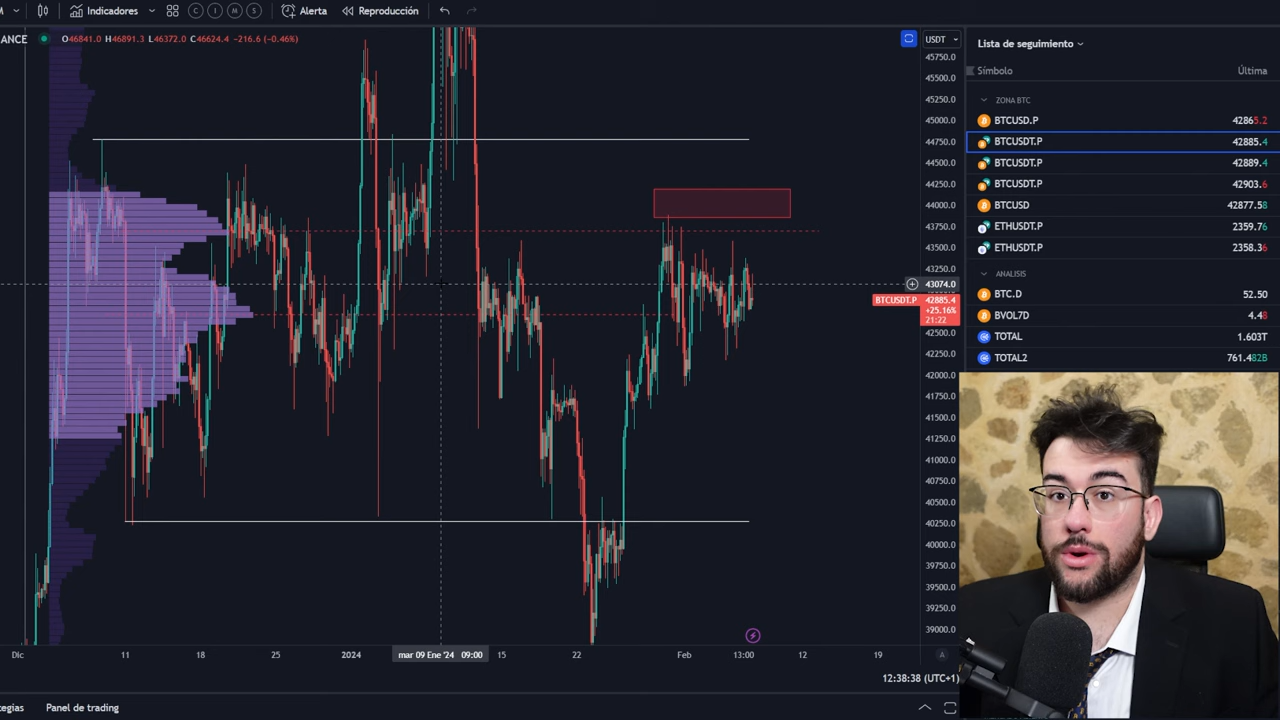 M
Indicadores
C I M S
Alerta
Reproducción
ANCE
O46841.0 H46891.3 L46372.0 C46624.4 -216.6 (-0.46%)
USDT
45750.0
45500.0
45250.0
45000.0
44750.0
44500.0
44250.0
44000.0
43750.0
43500.0
43250.0
43074.0
BTCUSDT.P 42885.4
+25.16%
21:22
42500.0
42250.0
42000.0
41750.0
41500.0
41250.0
41000.0
40750.0
40500.0
40250.0
40000.0
39750.0
39500.0
39250.0
39000.0
Dic 11 18 25 2024 mar 09 Ene '24 09:00 15 22 Feb 13:00 12 19
A
12:38:38 (UTC+1)
tegias
Panel de trading
Lista de seguimiento
Símbolo Última
ZONA BTC
BTCUSD.P 42865.2
BTCUSDT.P 42885.4
BTCUSDT.P 42889.4
BTCUSDT.P 42903.6
BTCUSD 42877.58
ETHUSDT.P 2359.76
ETHUSDT.P 2358.36
ANALISIS
BTC.D 52.50
BVOL7D 4.48
TOTAL 1.603T
TOTAL2 761.482B